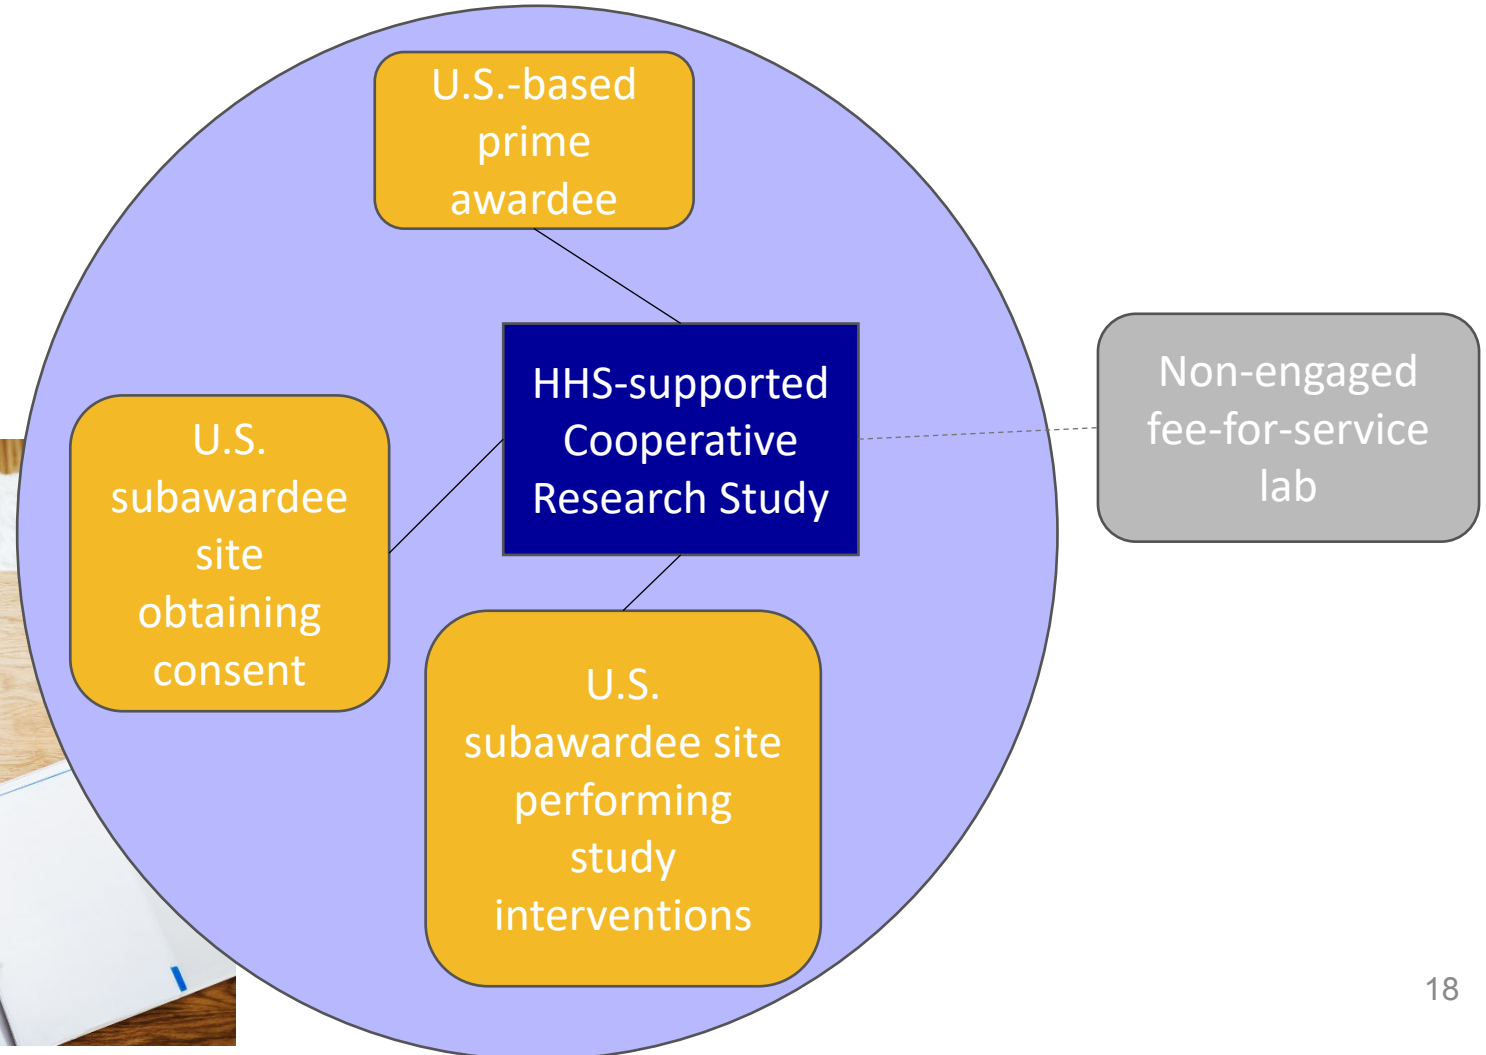 U.S.-based
prime
awardee
HHS-supported
Cooperative
Research Study
Non-engaged
fee-for-service
lab
U.S.
subawardee
site
obtaining
consent
U.S.
subawardee site
performing
study
interventions
18